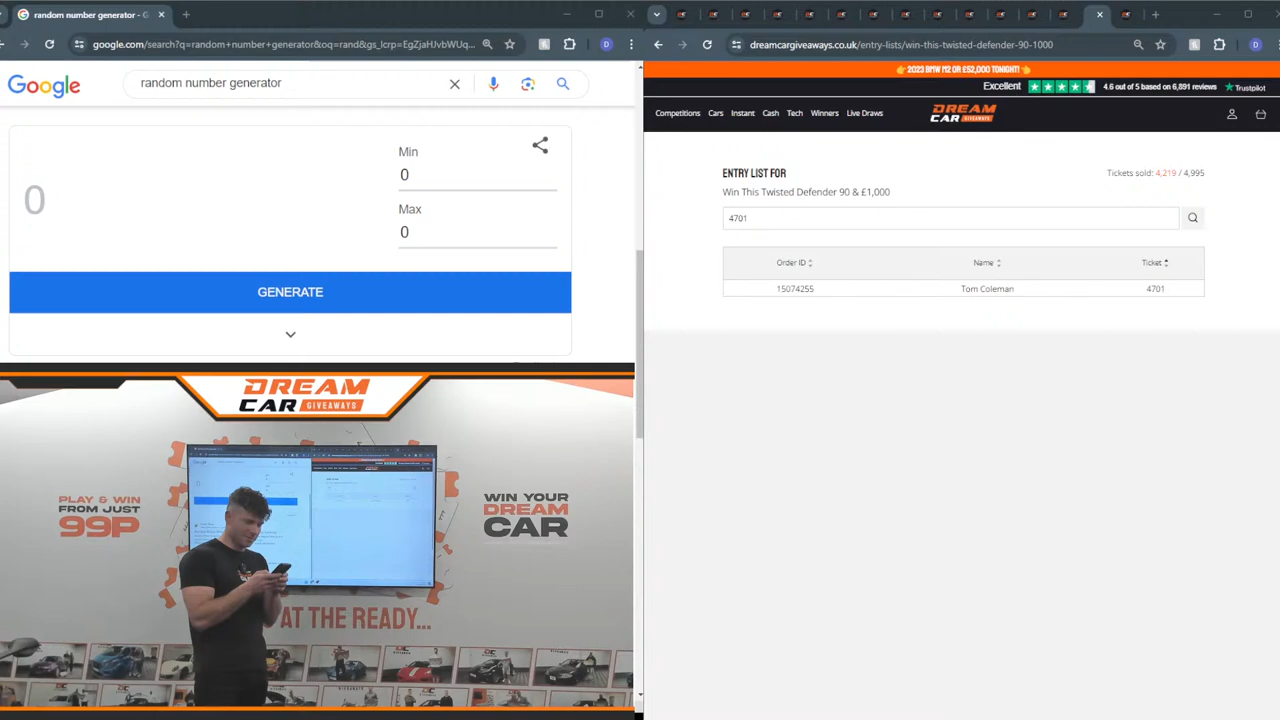 random number generator - G
google.com/search?q=random+number+generator&oq=rand&gs_lcrp=EgZjaHJvbWUq...
D
Google
random number generator
0
Min
0
Max
0
GENERATE
dreamcargiveaways.co.uk/entry-lists/win-this-twisted-defender-90-1000
D
👉 2023 BMW M2 OR £52,000 TONIGHT! 👈
Excellent
4.6 out of 5 based on 6,891 reviews
Trustpilot
Competitions Cars Instant Cash Tech Winners Live Draws
DREAM
CAR GIVEAWAYS
ENTRY LIST FOR
Tickets sold: 4,219 / 4,995
Win This Twisted Defender 90 & £1,000
4701
Order ID Name Ticket
15074255 Tom Coleman 4701
DREAM
CAR GIVEAWAYS
PLAY & WIN
FROM JUST
99P
WIN YOUR
DREAM
CAR
AT THE READY...